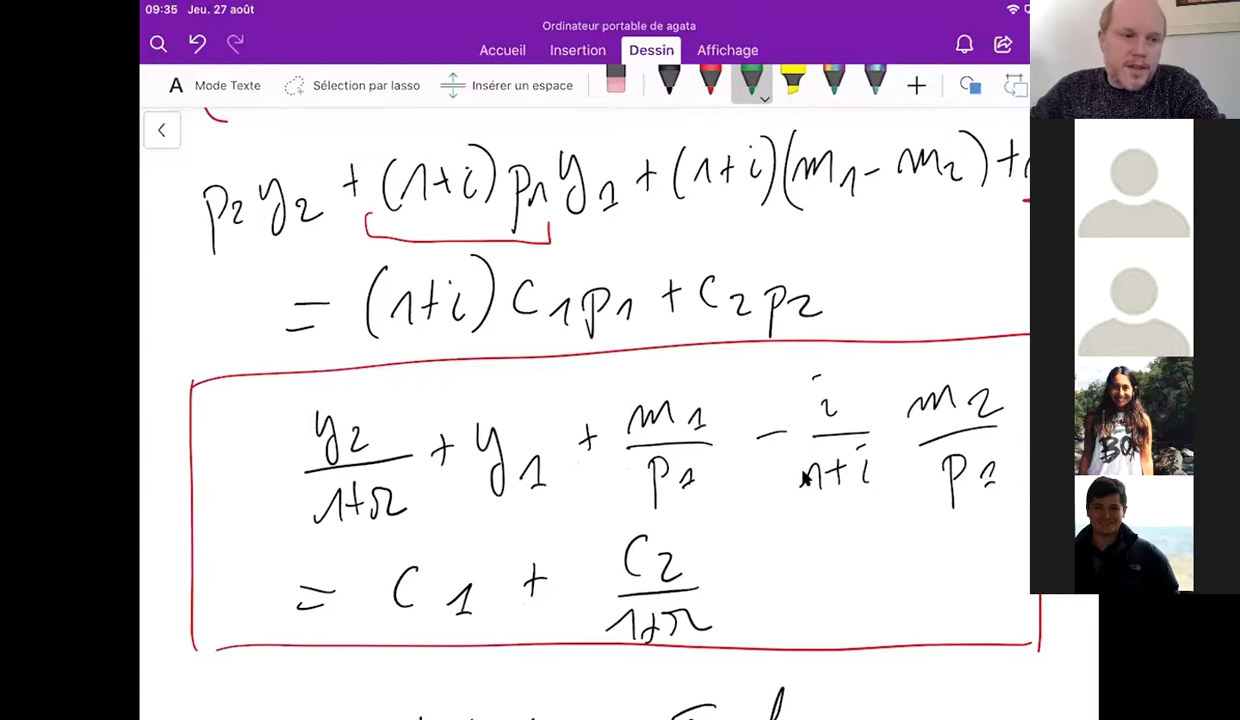 09:35 Jeu. 27 août
Ordinateur portable de agata
Accueil Insertion Dessin Affichage
A Mode Texte Sélection par lasso Insérer un espace
p2 y2 + (1+i) p1 y1 + (1+i)(m1 - m2) +
= (1+i) C1 p1 + C2 p2
y2/(1+r) + y1 + m1/p1 - i/(1+i) m2/p1
= C1 + C2/(1+r)